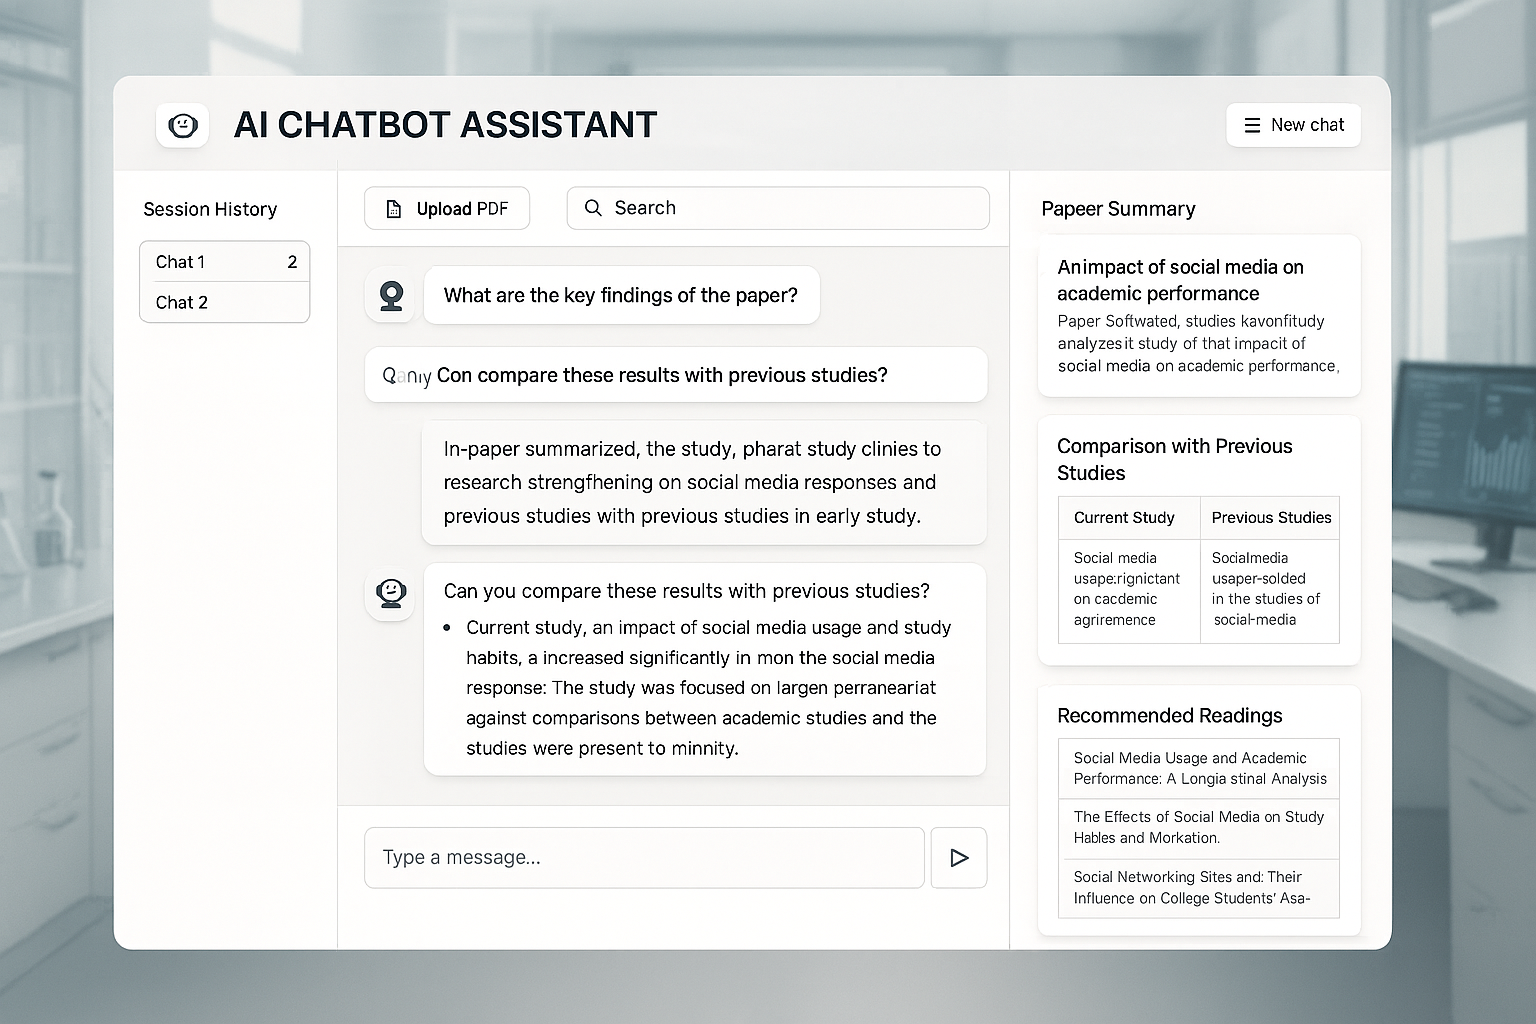 AI CHATBOT ASSISTANT
New chat
Session History
Chat 1 2
Chat 2
Upload PDF
Search
What are the key findings of the paper?
Con compare these results with previous studies?
In-paper summarized, the study, pharat study clinies to
research strengfhening on social media responses and
previous studies with previous studies in early study.
Can you compare these results with previous studies?
• Current study, an impact of social media usage and study
habits, a increased significantly in mon the social media
response: The study was focused on largen perraneariat
against comparisons between academic studies and the
studies were present to minnity.
Type a message...
Papeer Summary
Animpact of social media on
academic performance
Paper Softwated, studies kavonfitudy
analyzesit study of that impacit of
social media on academic performance,
Comparison with Previous
Studies
Current Study
Previous Studies
Social media
usape:rignictant
on cacdemic
agriremence
Socialmedia
usaper-solded
in the studies of
social-media
Recommended Readings
Social Media Usage and Academic
Performance: A Longia stinal Analysis
The Effects of Social Media on Study
Hables and Morkation.
Social Networking Sites and: Their
Influence on College Students' Asa-